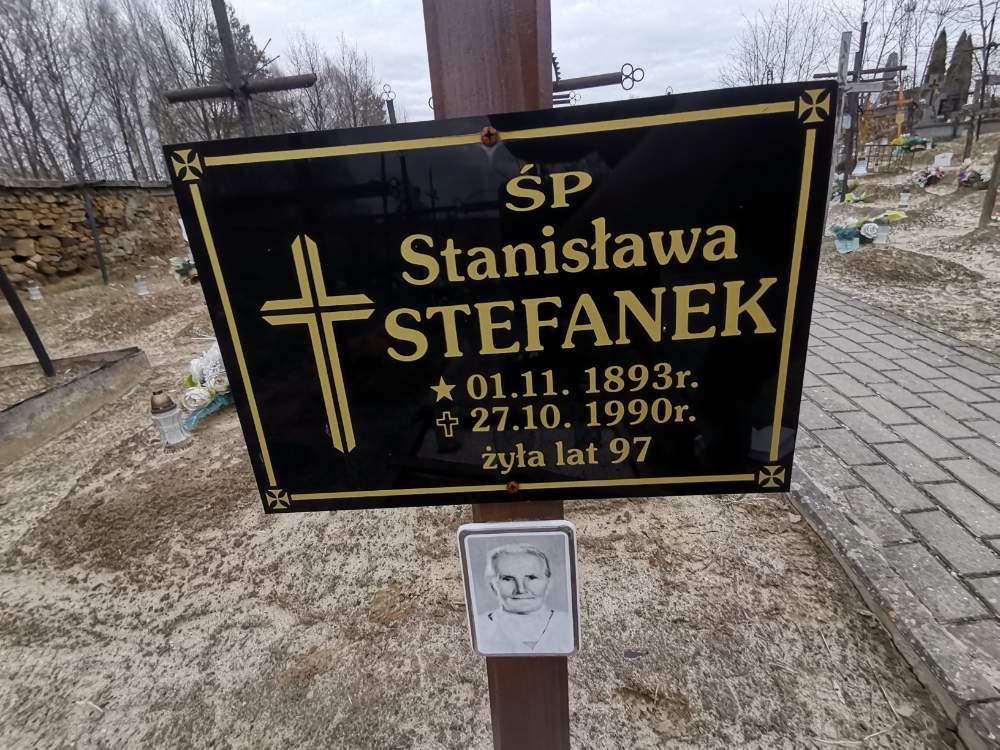 ŚP
Stanisława
STEFANEK
★ 01.11. 1893r.
✝ 27.10. 1990r.
żyła lat 97